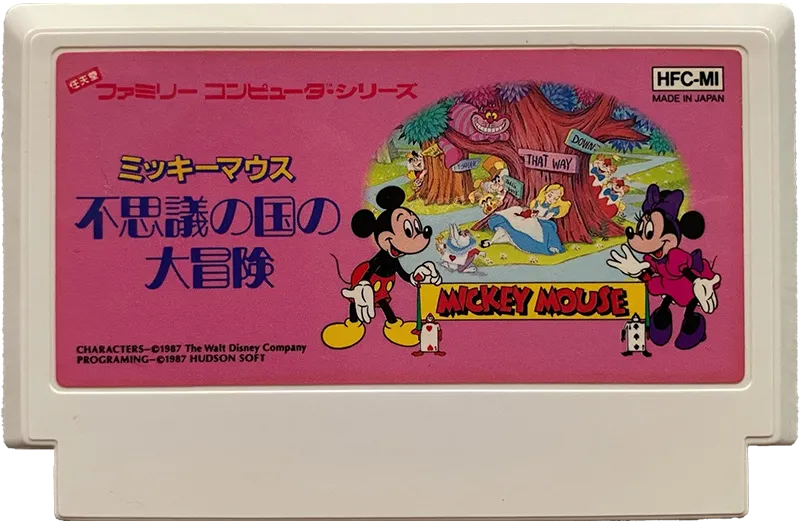 任天堂
ファミリー コンピュータ・シリーズ
HFC-MI
MADE IN JAPAN
ミッキーマウス
不思議の国の
大冒険
DOWN
THAT WAY
MICKEY MOUSE
CHARACTERS-©1987 The Walt Disney Company
PROGRAMING-©1987 HUDSON SOFT